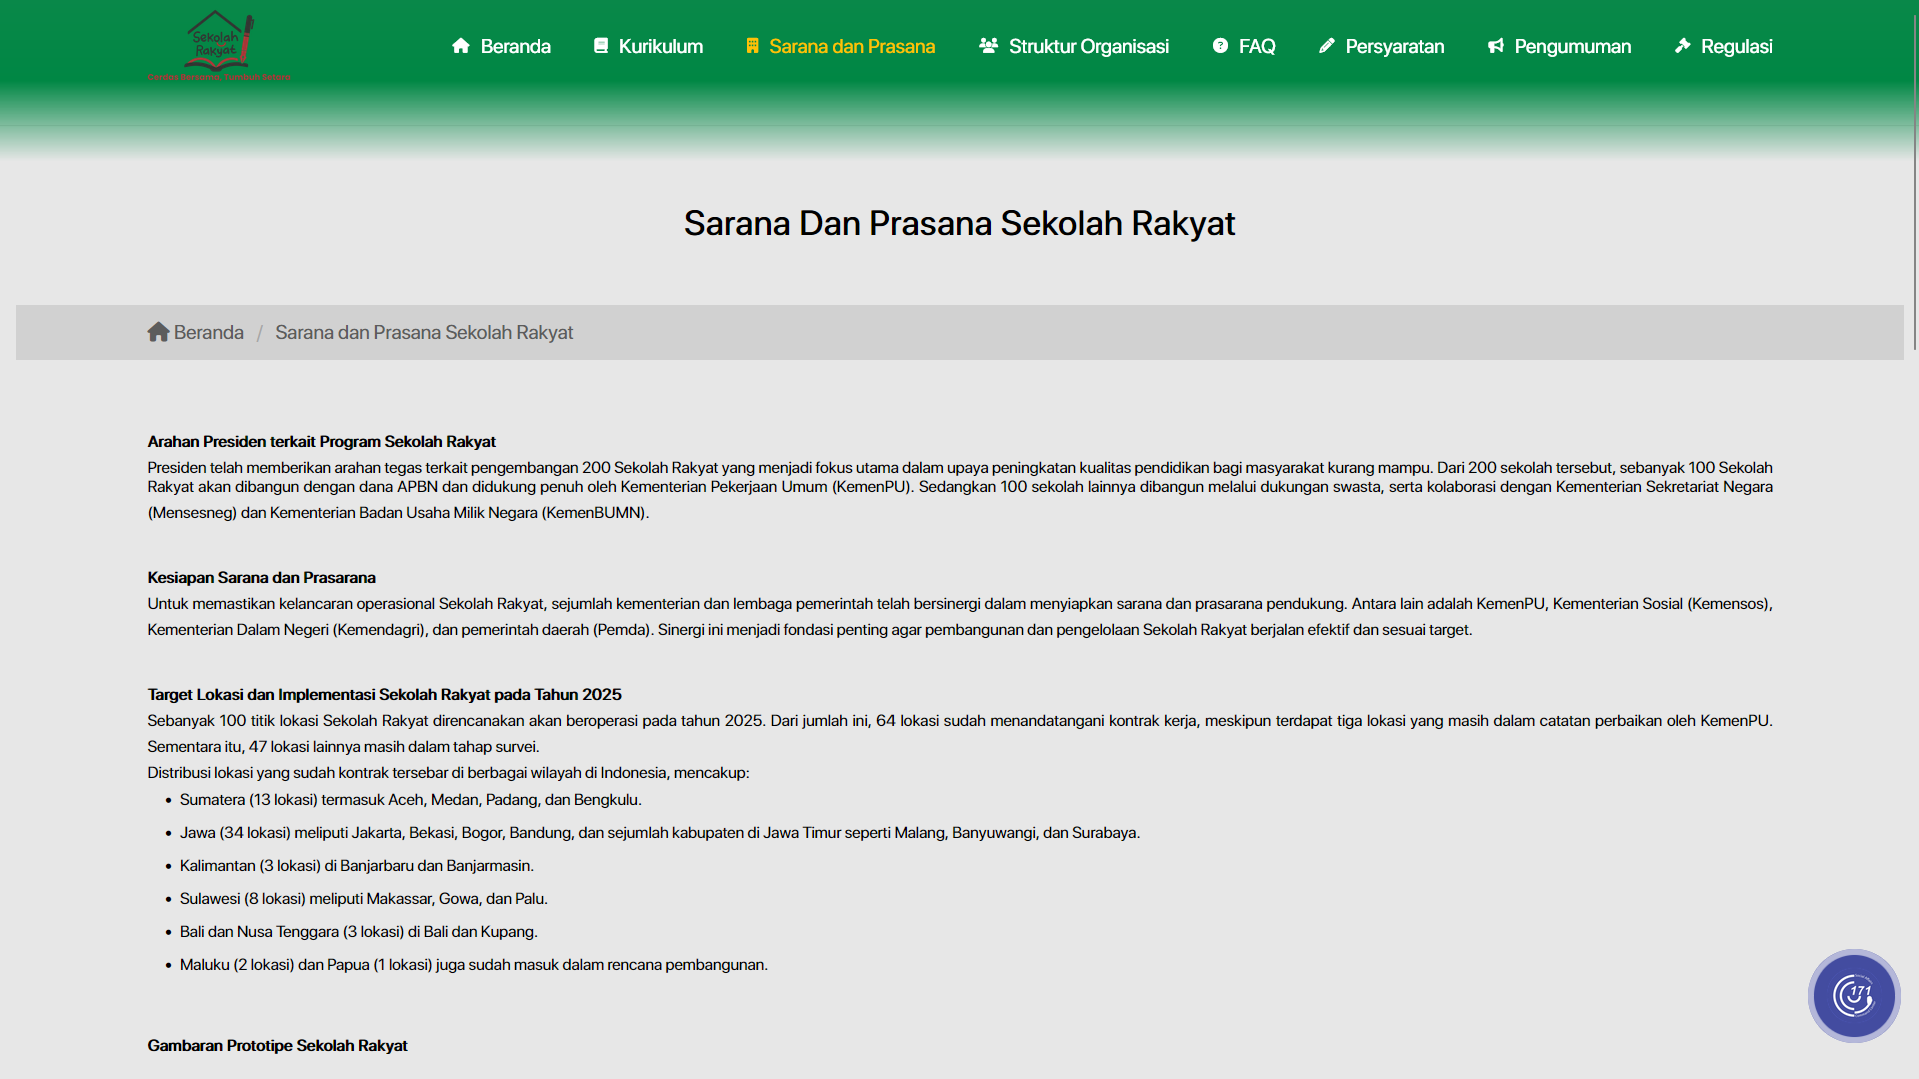 Sekolah
Rakyat
Beranda
Kurikulum
Sarana dan Prasana
Struktur Organisasi
FAQ
Persyaratan
Pengumuman
Regulasi
Sarana Dan Prasana Sekolah Rakyat
Beranda / Sarana dan Prasana Sekolah Rakyat
Arahan Presiden terkait Program Sekolah Rakyat
Presiden telah memberikan arahan tegas terkait pengembangan 200 Sekolah Rakyat yang menjadi fokus utama dalam upaya peningkatan kualitas pendidikan bagi masyarakat kurang mampu. Dari 200 sekolah tersebut, sebanyak 100 Sekolah
Rakyat akan dibangun dengan dana APBN dan didukung penuh oleh Kementerian Pekerjaan Umum (KemenPU). Sedangkan 100 sekolah lainnya dibangun melalui dukungan swasta, serta kolaborasi dengan Kementerian Sekretariat Negara
(Mensesneg) dan Kementerian Badan Usaha Milik Negara (KemenBUMN).
Kesiapan Sarana dan Prasarana
Untuk memastikan kelancaran operasional Sekolah Rakyat, sejumlah kementerian dan lembaga pemerintah telah bersinergi dalam menyiapkan sarana dan prasarana pendukung. Antara lain adalah KemenPU, Kementerian Sosial (Kemensos),
Kementerian Dalam Negeri (Kemendagri), dan pemerintah daerah (Pemda). Sinergi ini menjadi fondasi penting agar pembangunan dan pengelolaan Sekolah Rakyat berjalan efektif dan sesuai target.
Target Lokasi dan Implementasi Sekolah Rakyat pada Tahun 2025
Sebanyak 100 titik lokasi Sekolah Rakyat direncanakan akan beroperasi pada tahun 2025. Dari jumlah ini, 64 lokasi sudah menandatangani kontrak kerja, meskipun terdapat tiga lokasi yang masih dalam catatan perbaikan oleh KemenPU.
Sementara itu, 47 lokasi lainnya masih dalam tahap survei.
Distribusi lokasi yang sudah kontrak tersebar di berbagai wilayah di Indonesia, mencakup:
• Sumatera (13 lokasi) termasuk Aceh, Medan, Padang, dan Bengkulu.
• Jawa (34 lokasi) meliputi Jakarta, Bekasi, Bogor, Bandung, dan sejumlah kabupaten di Jawa Timur seperti Malang, Banyuwangi, dan Surabaya.
• Kalimantan (3 lokasi) di Banjarbaru dan Banjarmasin.
• Sulawesi (8 lokasi) meliputi Makassar, Gowa, dan Palu.
• Bali dan Nusa Tenggara (3 lokasi) di Bali dan Kupang.
• Maluku (2 lokasi) dan Papua (1 lokasi) juga sudah masuk dalam rencana pembangunan.
171
Gambaran Prototipe Sekolah Rakyat